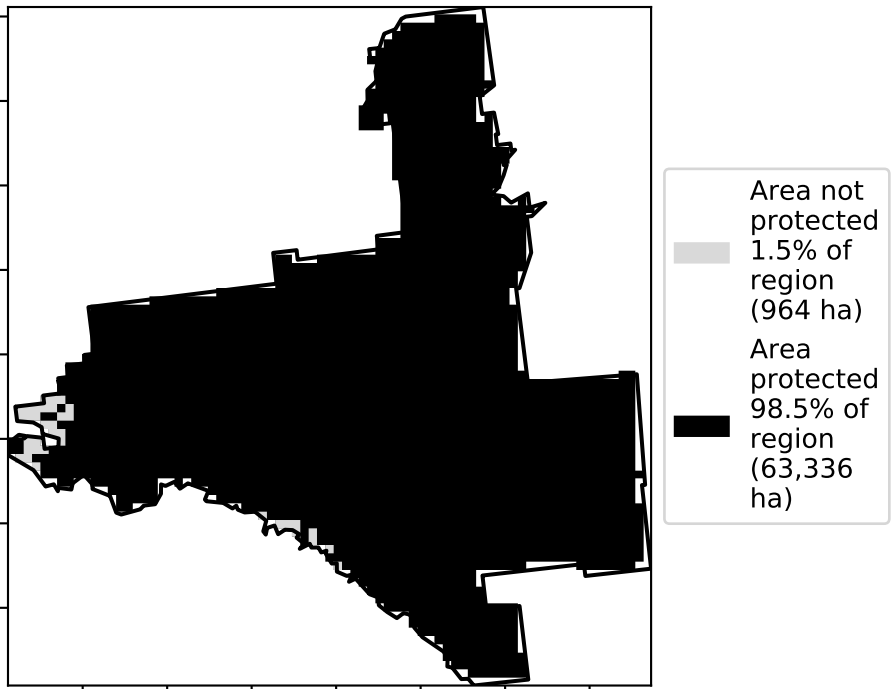 Area not
protected
1.5% of
region
(964 ha)
Area
protected
98.5% of
region
(63,336
ha)